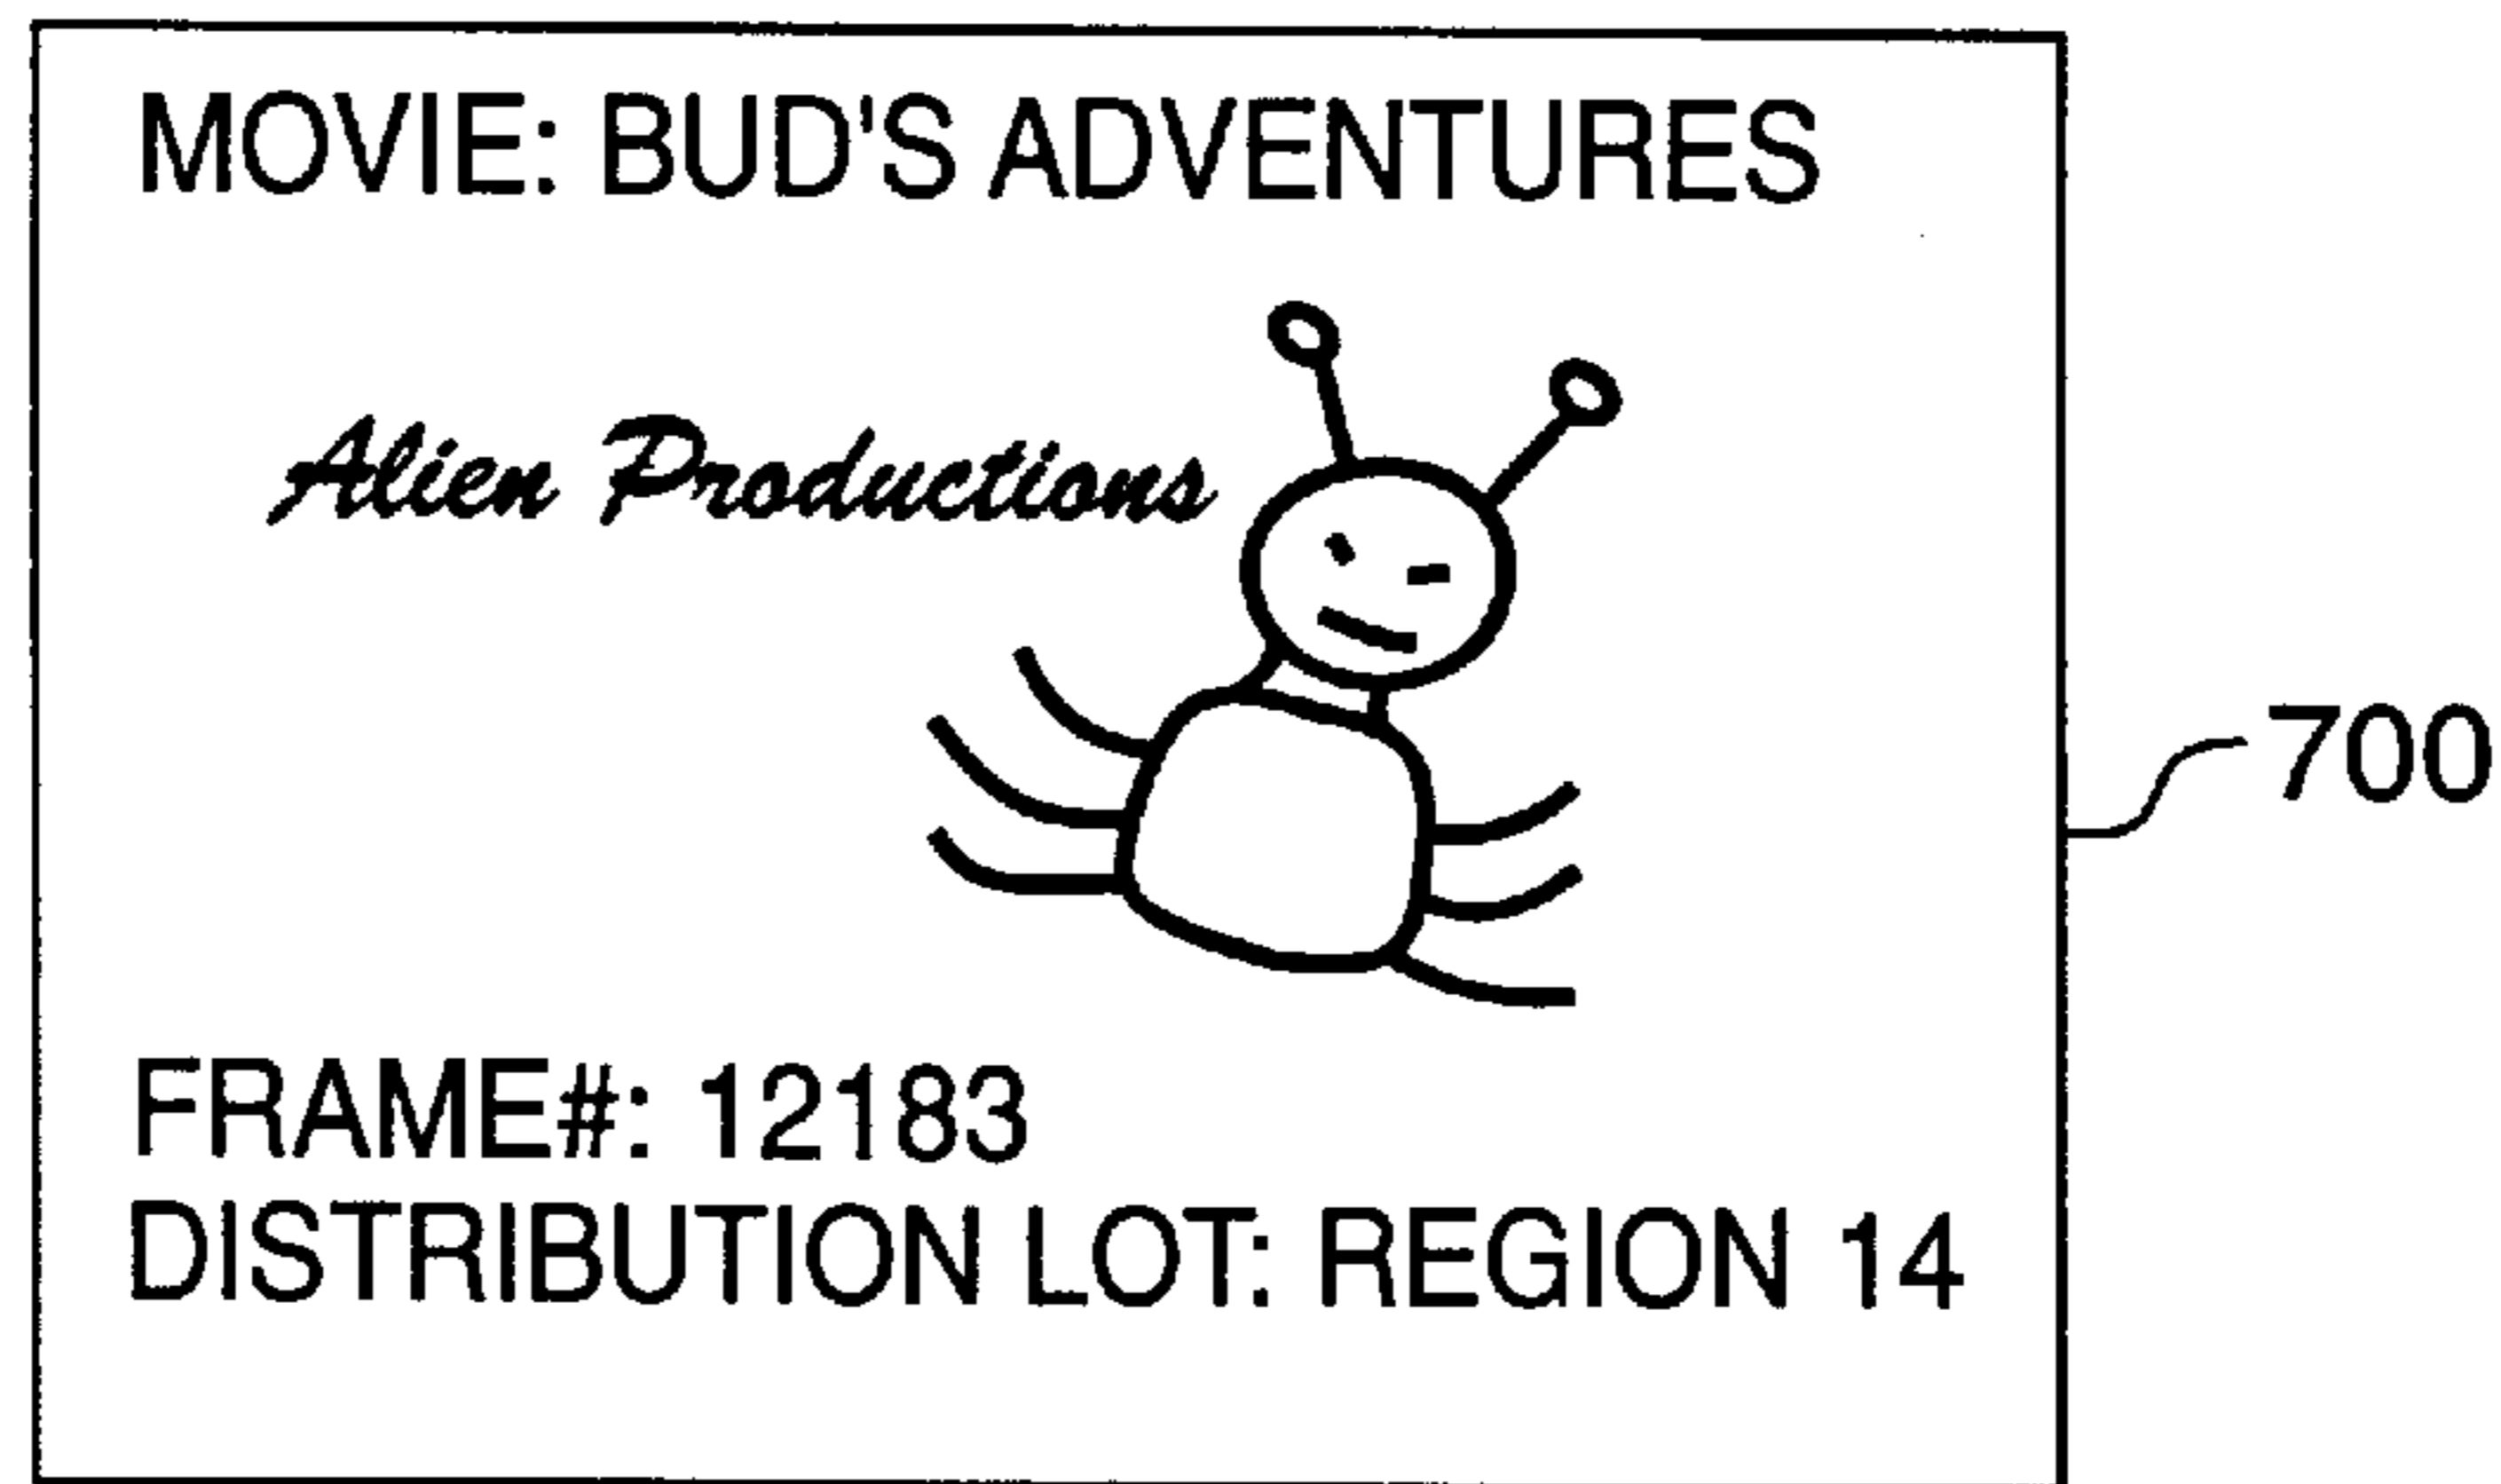 MOVIE: BUD'S ADVENTURES
Alien Productions
700
FRAME#: 12183
DISTRIBUTION LOT: REGION 14